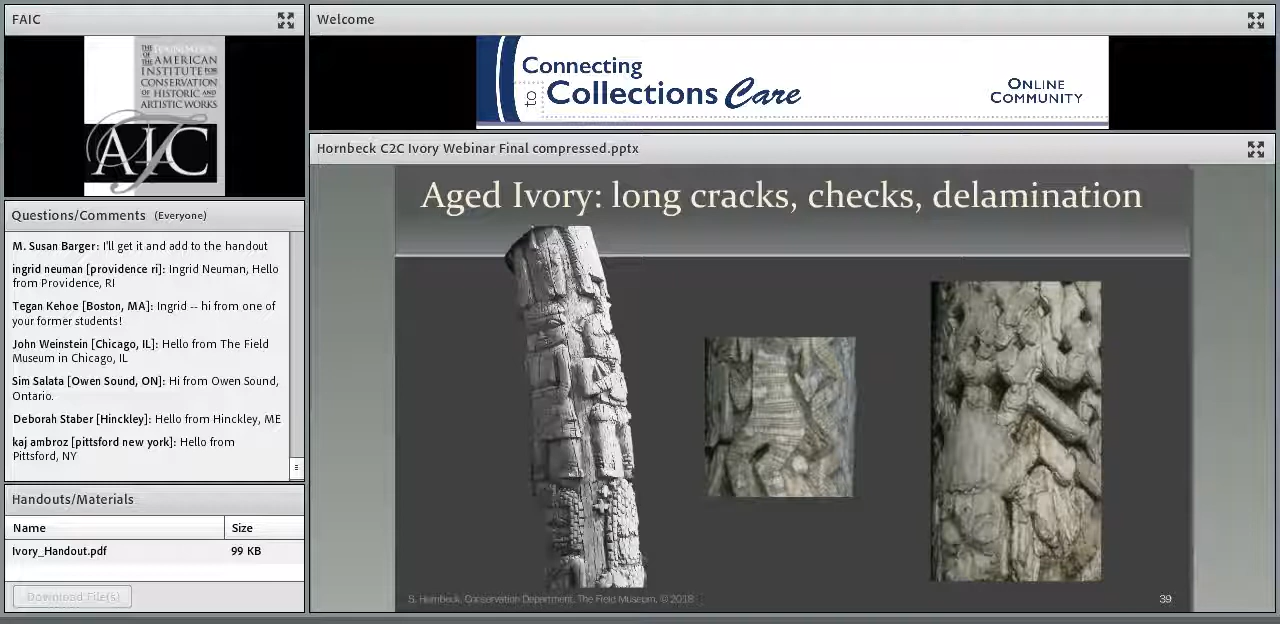 FAIC
THE FOUNDATION
OF THE AMERICAN
INSTITUTE FOR
CONSERVATION
OF HISTORIC AND
ARTISTIC WORKS
AIC
Questions/Comments (Everyone)
M. Susan Barger: I'll get it and add to the handout
ingrid neuman [providence ri]: Ingrid Neuman, Hello
from Providence, RI
Tegan Kehoe [Boston, MA]: Ingrid -- hi from one of
your former students!
John Weinstein [Chicago, IL]: Hello from The Field
Museum in Chicago, IL
Sim Salata [Owen Sound, ON]: Hi from Owen Sound,
Ontario.
Deborah Staber [Hinckley]: Hello from Hinckley, ME
kaj ambroz [pittsford new york]: Hello from
Pittsford, NY
Handouts/Materials
Name Size
Ivory_Handout.pdf 99 KB
Download File(s)
Welcome
Connecting
to Collections Care
ONLINE
COMMUNITY
Hornbeck C2C Ivory Webinar Final compressed.pptx
Aged Ivory: long cracks, checks, delamination
S. Hornbeck, Conservation Department, The Field Museum, © 2018
39